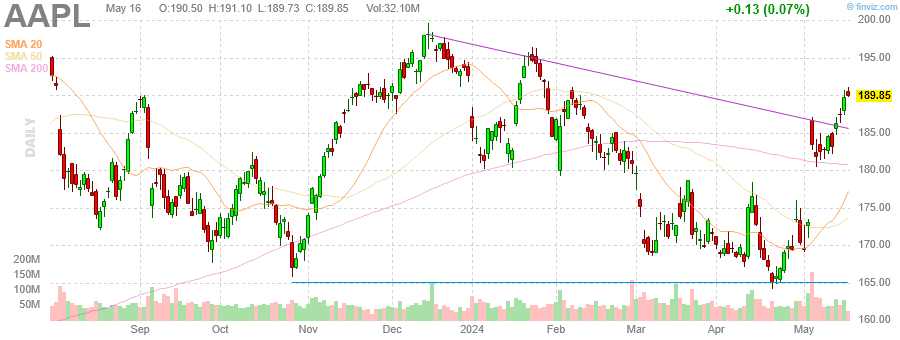 AAPL
May 16 O:190.50 H:191.10 L:189.73 C:189.85 Vol:32.10M
+0.13 (0.07%)
© finviz.com
SMA 20
SMA 50
SMA 200
DAILY
200.00
195.00
189.85
185.00
180.00
175.00
170.00
165.00
160.00
200M
150M
100M
50M
Sep Oct Nov Dec 2024 Feb Mar Apr May